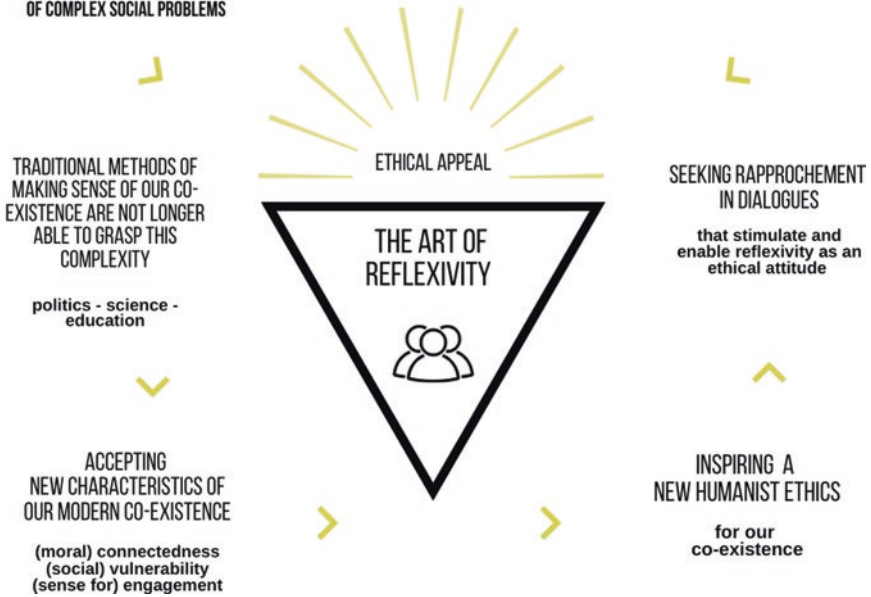 OF COMPLEX SOCIAL PROBLEMS
ETHICAL APPEAL
THE ART OF
REFLEXIVITY
TRADITIONAL METHODS OF
MAKING SENSE OF OUR CO-
EXISTENCE ARE NOT LONGER
ABLE TO GRASP THIS
COMPLEXITY
politics - science -
education
ACCEPTING
NEW CHARACTERISTICS OF
OUR MODERN CO-EXISTENCE
(moral) connectedness
(social) vulnerability
(sense for) engagement
INSPIRING A
NEW HUMANIST ETHICS
for our
co-existence
SEEKING RAPPROCHEMENT
IN DIALOGUES
that stimulate and
enable reflexivity as an
ethical attitude